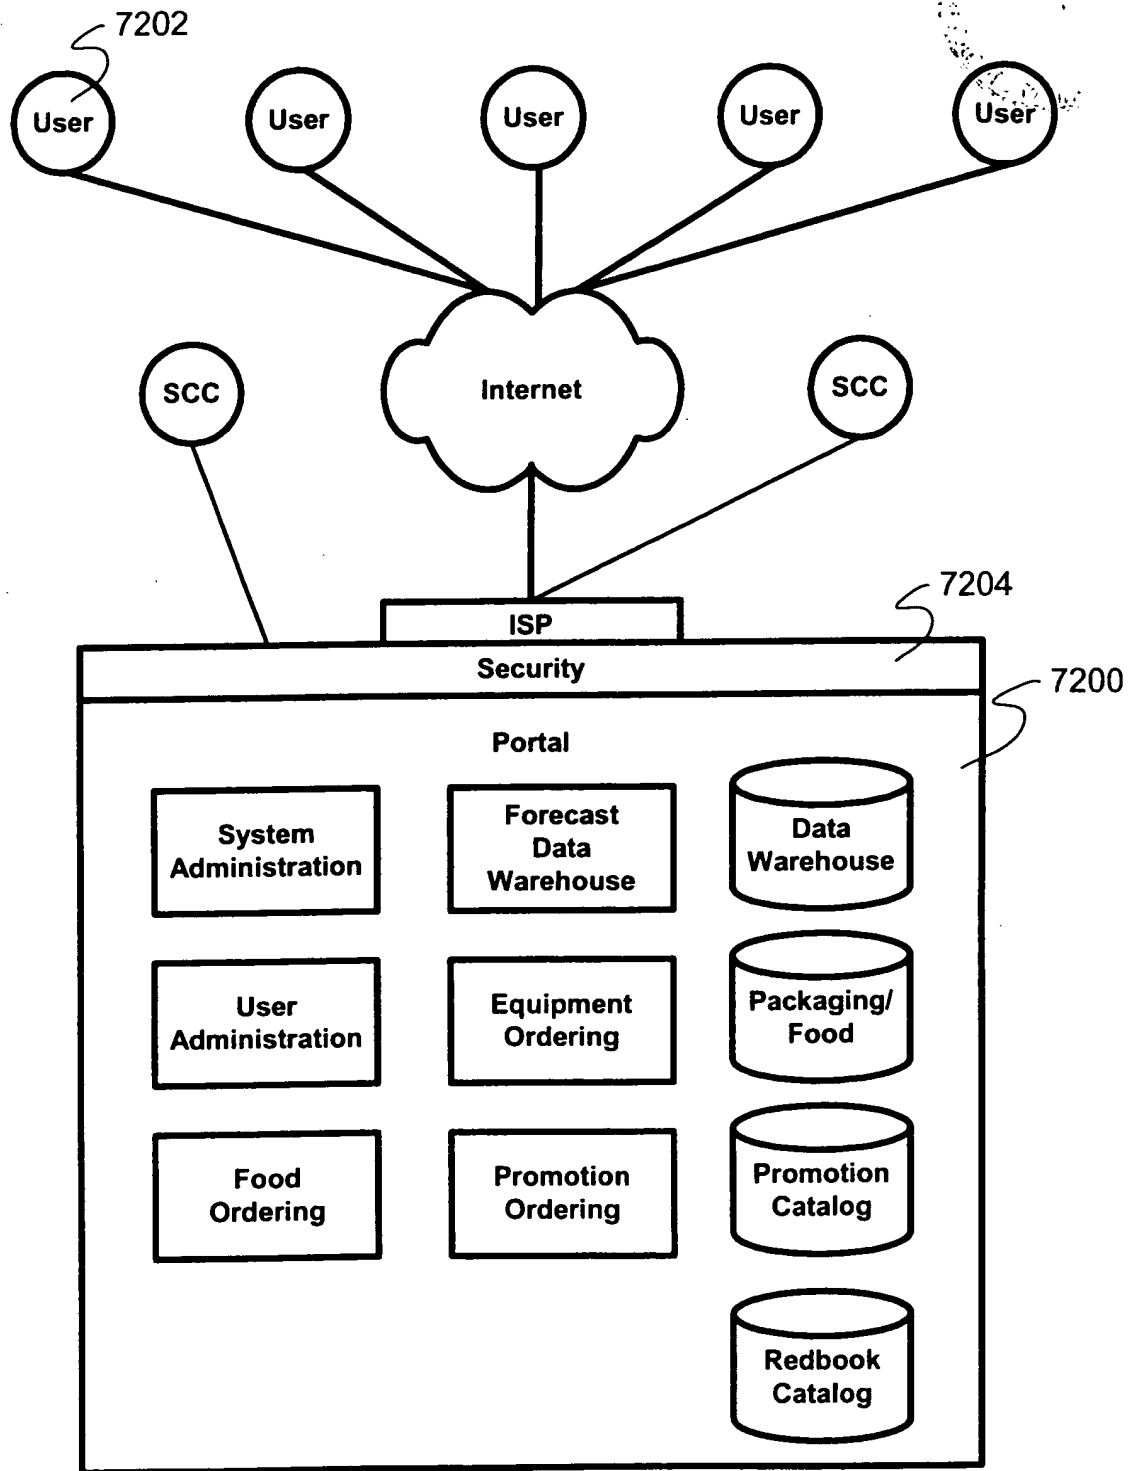 7202
User
User
User
User
User
Internet
SCC
SCC
7204
ISP
Security
7200
Portal
System
Administration
Forecast
Data
Warehouse
Data
Warehouse
User
Administration
Equipment
Ordering
Packaging/
Food
Food
Ordering
Promotion
Ordering
Promotion
Catalog
Redbook
Catalog